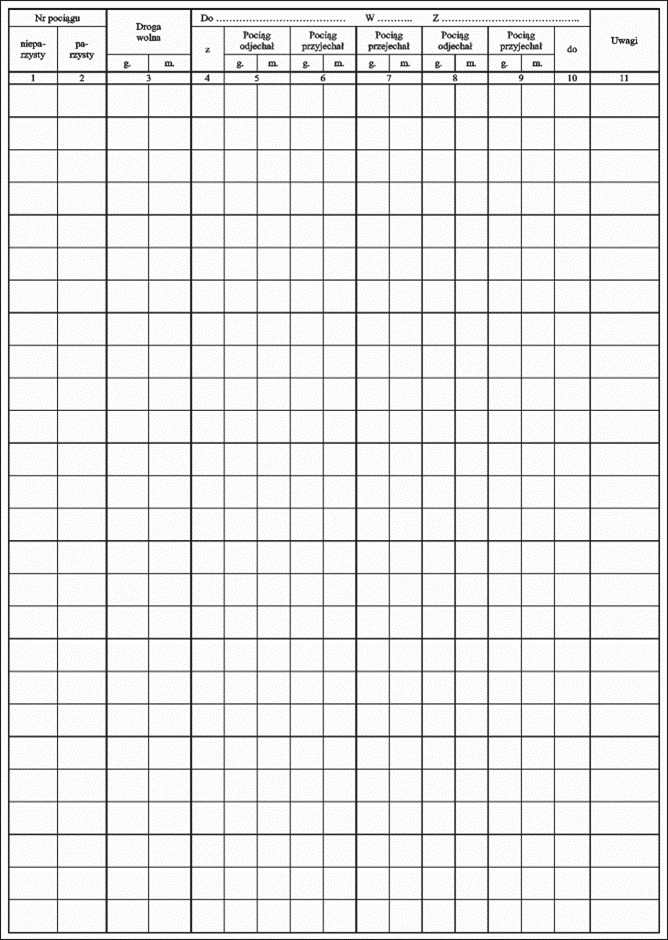 Nr pociągu Droga wolna Do ........................................ W ........... Z ........................................... Uwagi
niepa- pa- z Pociąg Pociąg Pociąg Pociąg Pociąg do
rzysty rzysty odjechał przyjechał przejechał odjechał przyjechał
g. m. g. m. g. m. g. m. g. m. g. m.
1 2 3 4 5 6 7 8 9 10 11